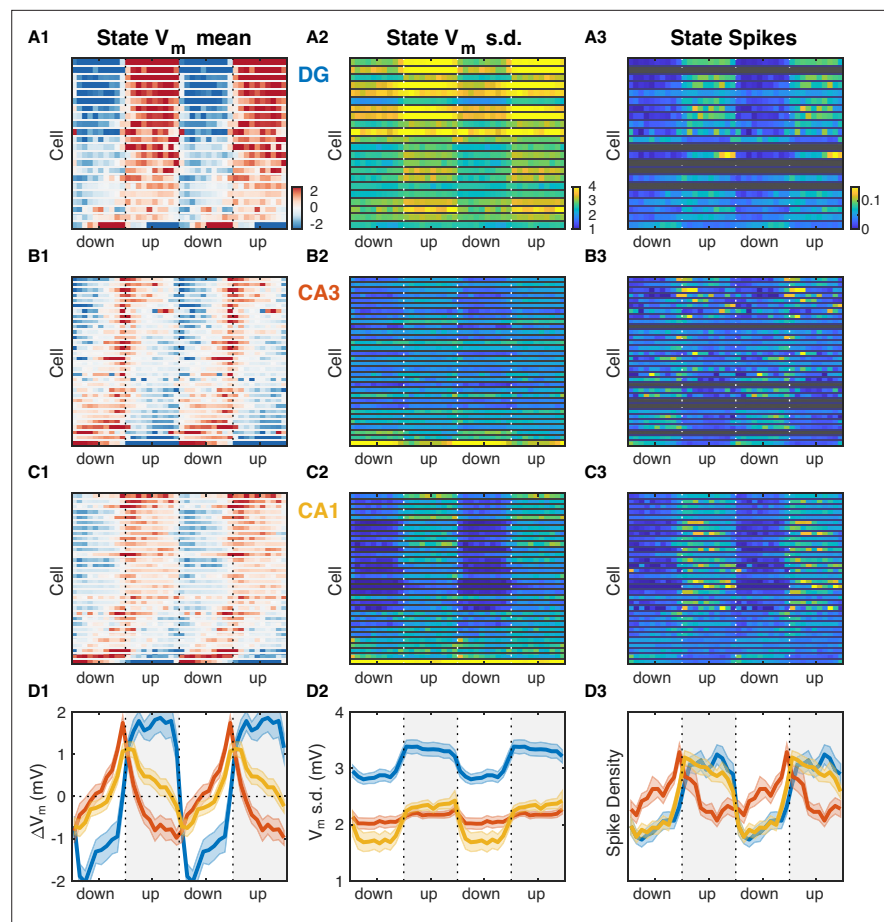 A1 State Vm mean A2 State Vm s.d. A3 State Spikes
DG
Cell
2
0
-2
4
3
2
1
0.1
0
down up down up down up down up down up down up
B1 B2 B3
CA3
Cell
down up down up down up down up down up down up
C1 C2 C3
CA1
Cell Cell Cell
down up down up down up down up down up down up
D1 D2 D3
ΔVm (mV)
2
1
0
-1
-2
Vm s.d. (mV)
4
3
2
1
Spike Density
down up down up down up down up down up down up